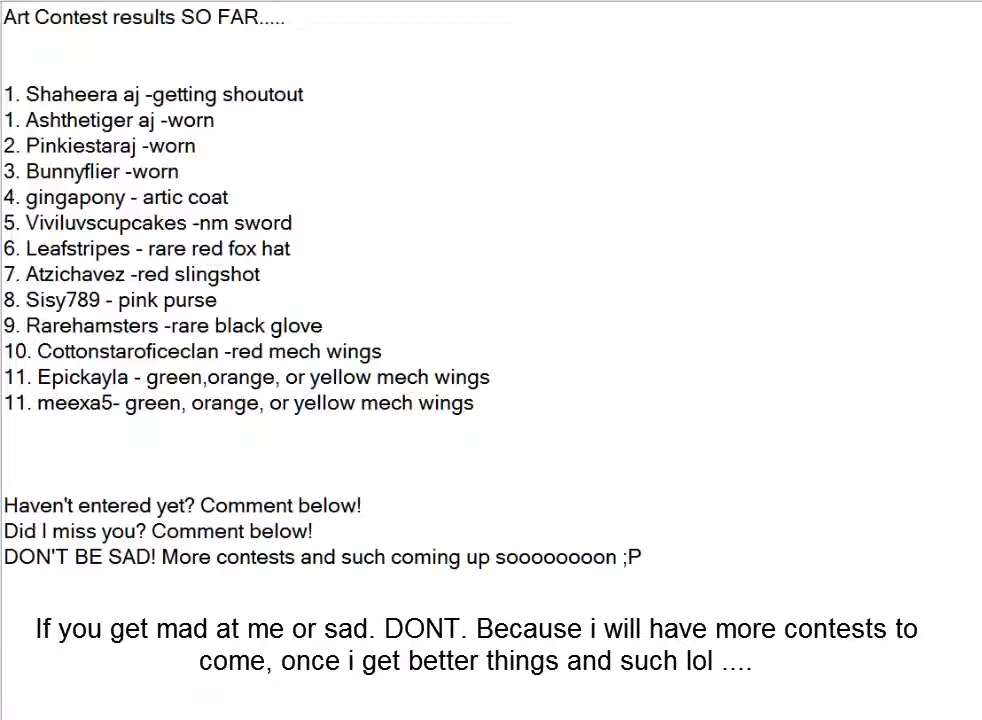 Art Contest results SO FAR.....
1. Shaheera aj -getting shoutout
1. Ashthetiger aj -worn
2. Pinkiestaraj -worn
3. Bunnyflier -worn
4. gingapony - artic coat
5. Viviluvscupcakes -nm sword
6. Leafstripes - rare red fox hat
7. Atzichavez -red slingshot
8. Sisy789 - pink purse
9. Rarehamsters -rare black glove
10. Cottonstaroficeclan -red mech wings
11. Epickayla - green,orange, or yellow mech wings
11. meexa5- green, orange, or yellow mech wings
Haven't entered yet? Comment below!
Did I miss you? Comment below!
DON'T BE SAD! More contests and such coming up sooooooooon ;P
If you get mad at me or sad. DONT. Because i will have more contests to
come, once i get better things and such lol ....